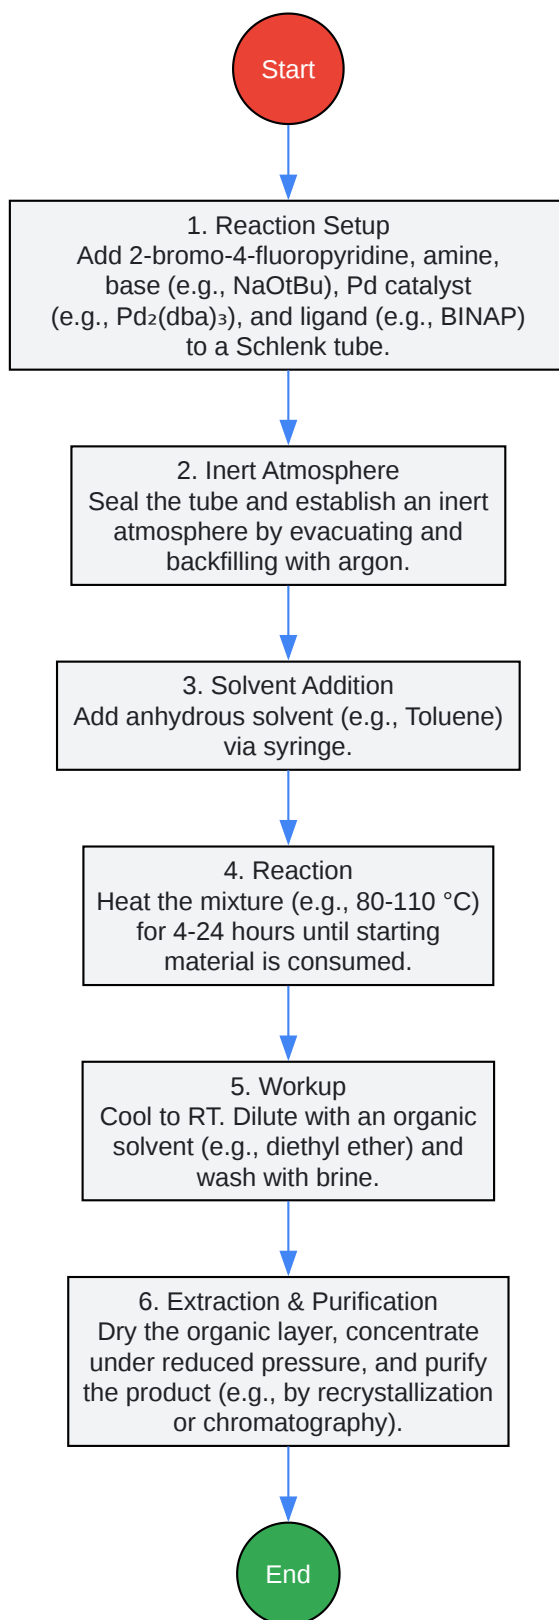 Start
1. Reaction Setup
Add 2-bromo-4-fluoropyridine, amine,
base (e.g., NaOtBu), Pd catalyst
(e.g., Pd₂(dba)₃), and ligand (e.g., BINAP)
to a Schlenk tube.
2. Inert Atmosphere
Seal the tube and establish an inert
atmosphere by evacuating and
backfilling with argon.
3. Solvent Addition
Add anhydrous solvent (e.g., Toluene)
via syringe.
4. Reaction
Heat the mixture (e.g., 80-110 °C)
for 4-24 hours until starting
material is consumed.
5. Workup
Cool to RT. Dilute with an organic
solvent (e.g., diethyl ether) and
wash with brine.
6. Extraction & Purification
Dry the organic layer, concentrate
under reduced pressure, and purify
the product (e.g., by recrystallization
or chromatography).
End